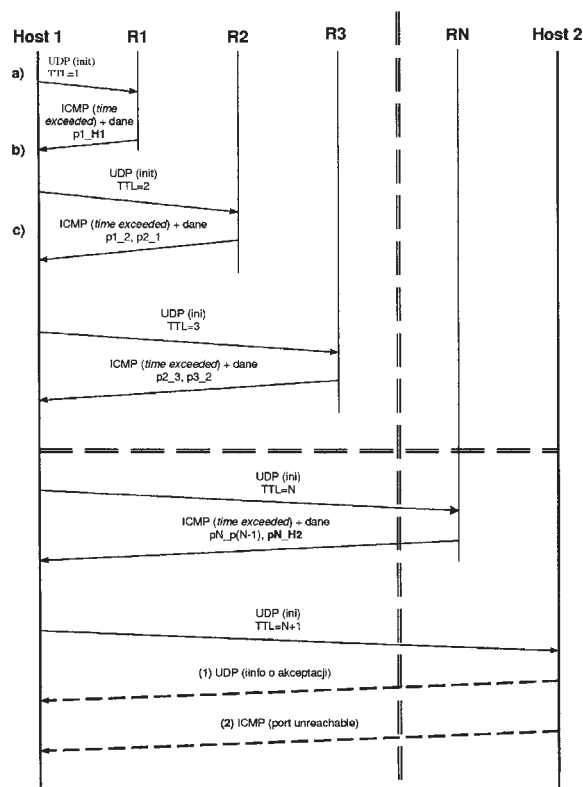 Host 1 R1 R2 R3 RN Host 2
a)
UDP (init)
TTL=1
ICMP (time
exceeded) + dane
p1_H1
b)
UDP (init)
TTL=2
c)
ICMP (time exceeded) + dane
p1_2, p2_1
UDP (ini)
TTL=3
ICMP (time exceeded) + dane
p2_3, p3_2
UDP (ini)
TTL=N
ICMP (time exceeded) + dane
pN_p(N-1), pN_H2
UDP (ini)
TTL=N+1
(1) UDP (iinfo o akceptacji)
(2) ICMP (port unreachable)